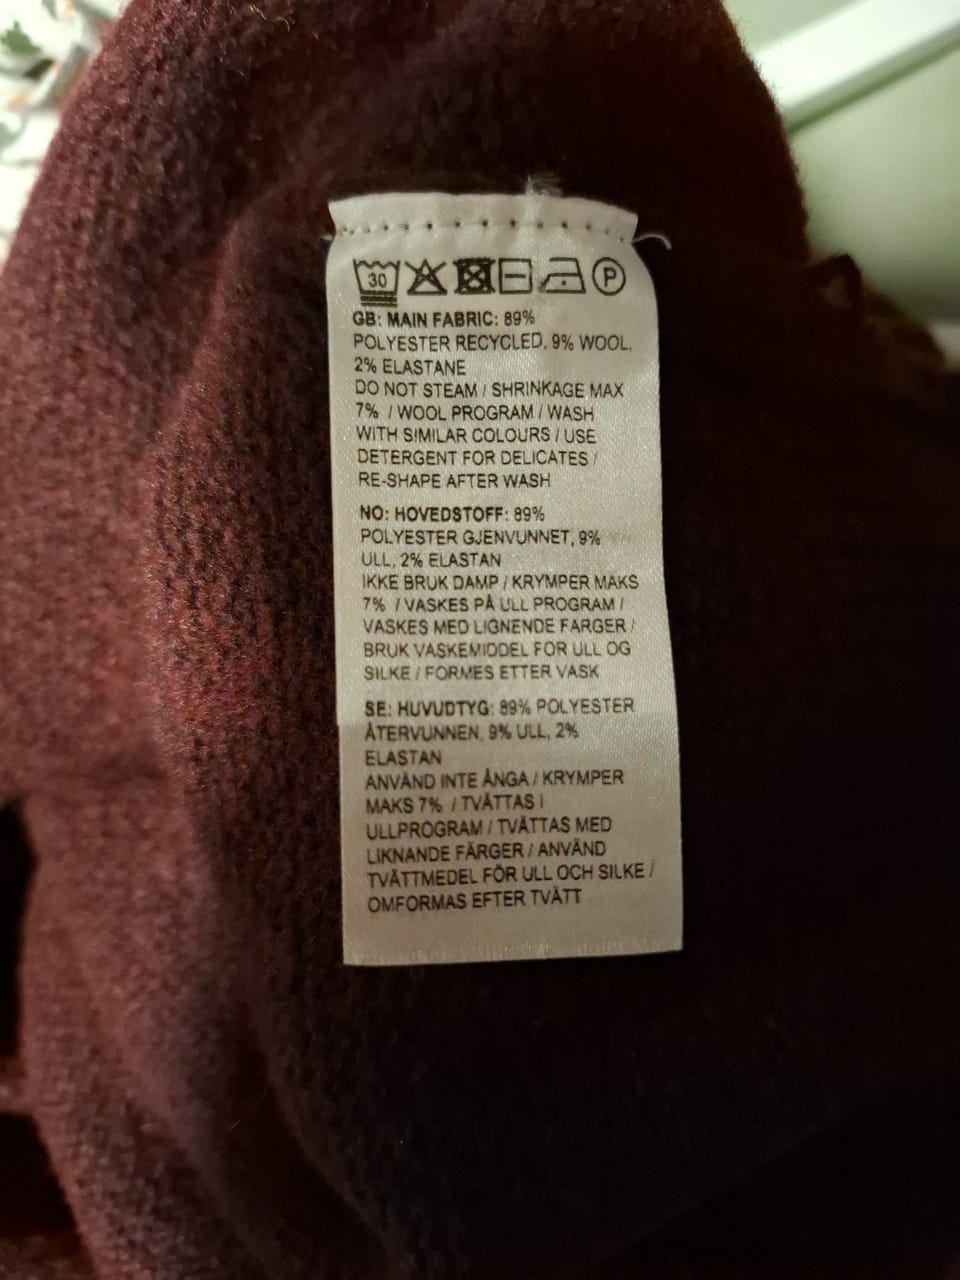 30 P
GB: MAIN FABRIC: 89%
POLYESTER RECYCLED, 9% WOOL,
2% ELASTANE
DO NOT STEAM / SHRINKAGE MAX
7% / WOOL PROGRAM / WASH
WITH SIMILAR COLOURS / USE
DETERGENT FOR DELICATES /
RE-SHAPE AFTER WASH
NO: HOVEDSTOFF: 89%
POLYESTER GJENVUNNET, 9%
ULL, 2% ELASTAN
IKKE BRUK DAMP / KRYMPER MAKS
7% / VASKES PÅ ULL PROGRAM /
VASKES MED LIGNENDE FARGER /
BRUK VASKEMIDDEL FOR ULL OG
SILKE / FORMES ETTER VASK
SE: HUVUDTYG: 89% POLYESTER
ÅTERVUNNEN, 9% ULL, 2%
ELASTAN
ANVÄND INTE ÅNGA / KRYMPER
MAKS 7% / TVÄTTAS I
ULLPROGRAM / TVÄTTAS MED
LIKNANDE FÄRGER / ANVÄND
TVÄTTMEDEL FÖR ULL OCH SILKE /
OMFORMAS EFTER TVÄTT